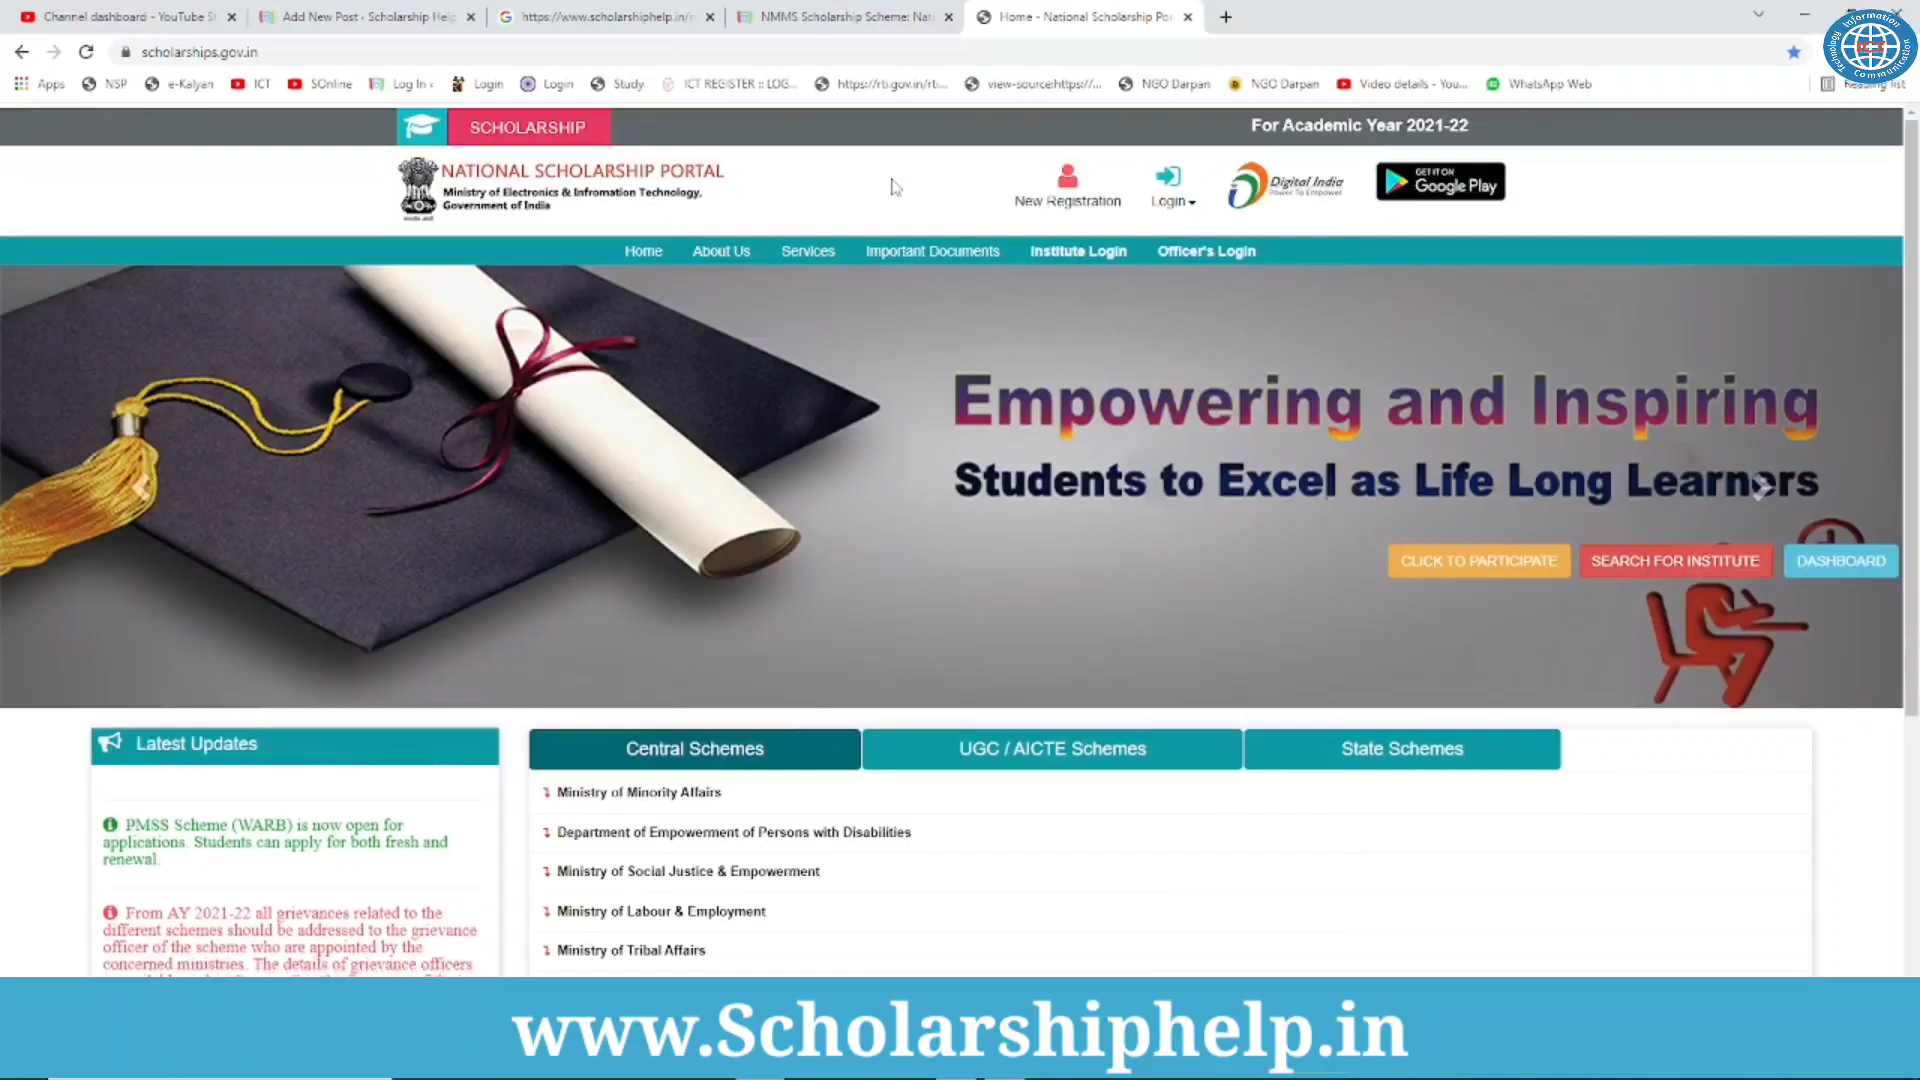 Channel dashboard - YouTube S
Add New Post ‹ Scholarship Help
https://www.scholarshiphelp.in/n
NMMS Scholarship Scheme: Nati
Home - National Scholarship Por
scholarships.gov.in
Apps
NSP
e-Kalyan
ICT
SOnline
Log In ‹
Login
Login
Study
ICT REGISTER :: LOG...
https://rti.gov.in/rti...
view-source:https://...
NGO Darpan
NGO Darpan
Video details - You...
WhatsApp Web
Reading list
Information
Communication
Technology
ICT
SCHOLARSHIP
For Academic Year 2021-22
NATIONAL SCHOLARSHIP PORTAL
Ministry of Electronics & Infromation Technology,
Government of India
New Registration
Login
Digital India
Power To Empower
GET IT ON
Google Play
Home
About Us
Services
Important Documents
Institute Login
Officer's Login
Empowering and Inspiring
Students to Excel as Life Long Learners
CLICK TO PARTICIPATE
SEARCH FOR INSTITUTE
DASHBOARD
Latest Updates
PMSS Scheme (WARB) is now open for
applications. Students can apply for both fresh and
renewal.
From AY 2021-22 all grievances related to the
different schemes should be addressed to the grievance
officer of the scheme who are appointed by the
concerned ministries. The details of grievance officers
Central Schemes
UGC / AICTE Schemes
State Schemes
Ministry of Minority Affairs
Department of Empowerment of Persons with Disabilities
Ministry of Social Justice & Empowerment
Ministry of Labour & Employment
Ministry of Tribal Affairs
www.Scholarshiphelp.in